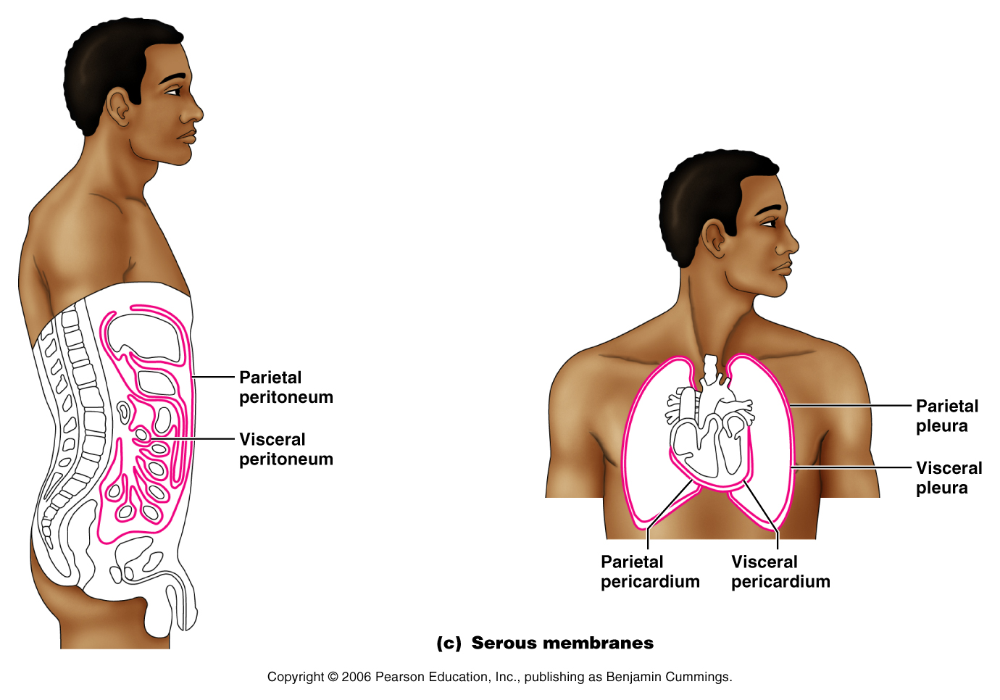 Parietal
peritoneum
Visceral
peritoneum
Parietal
pleura
Visceral
pleura
Parietal
pericardium
Visceral
pericardium
(c) Serous membranes
Copyright © 2006 Pearson Education, Inc., publishing as Benjamin Cummings.